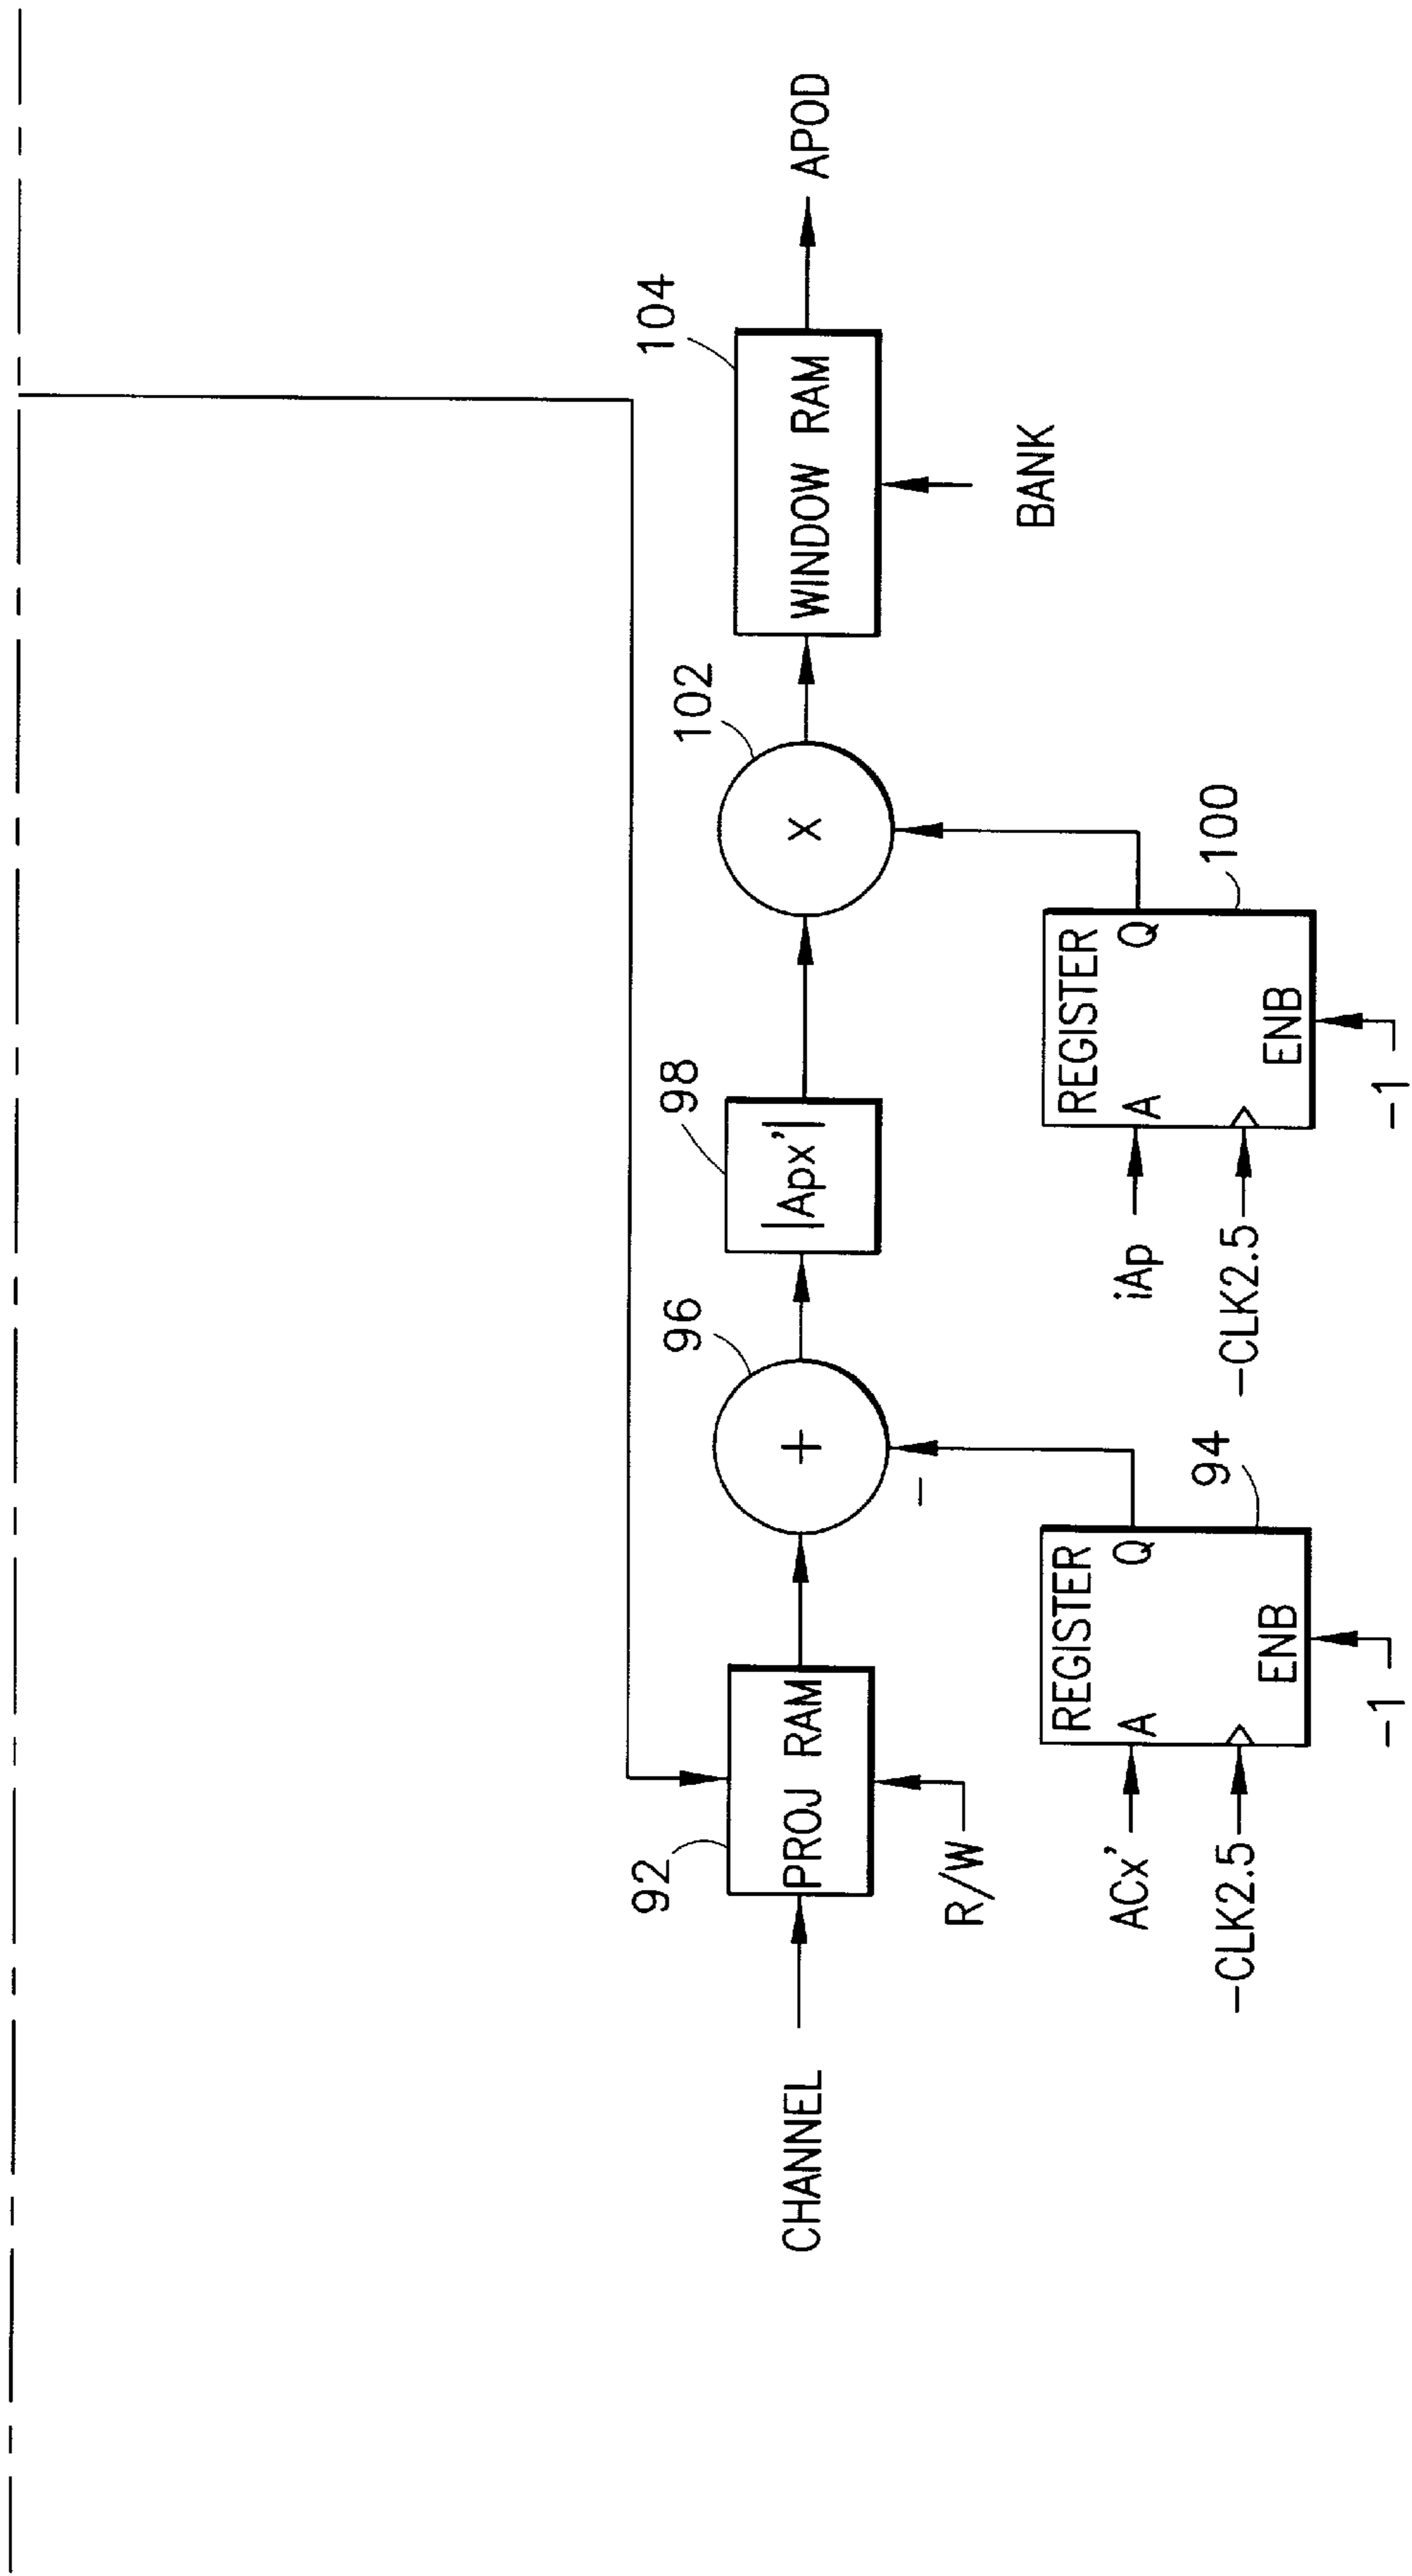 CHANNEL
92
PROJ RAM
R/W
96
+
-
98
|Apx'|
102
X
104
WINDOW RAM
BANK
APOD
ACx'
-CLK2.5
REGISTER
A
Q
ENB
94
-1
iAp
-CLK2.5
REGISTER
A
Q
ENB
100
-1